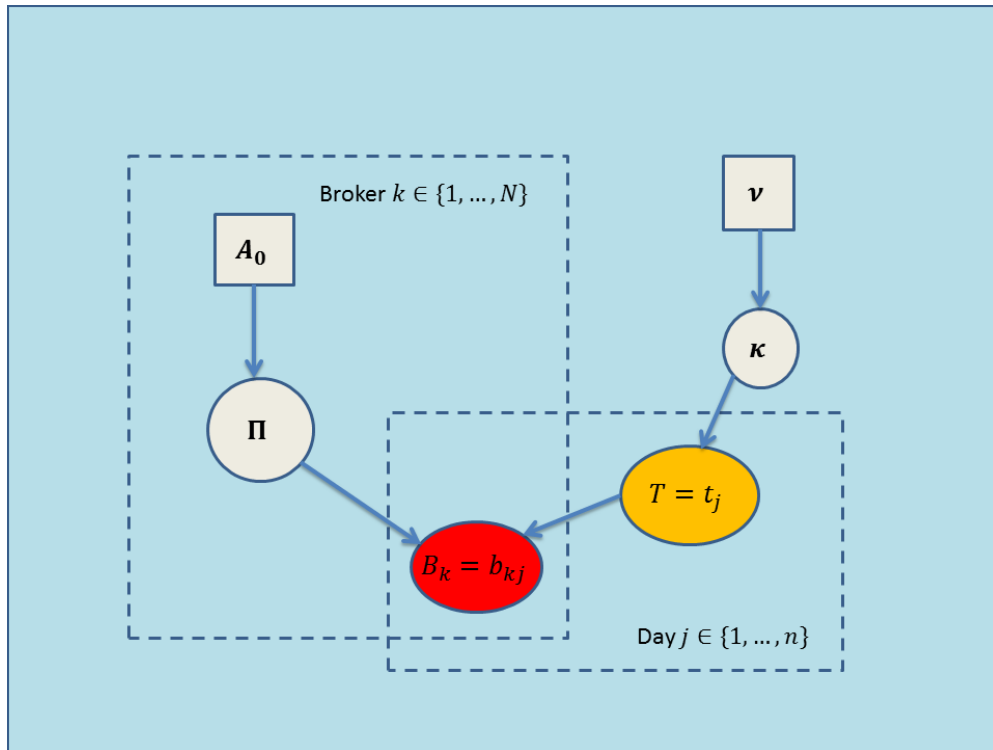 Broker 𝑘 ∈ {1, … , 𝑁}
𝝂
𝑨𝟎
𝜿
𝚷
𝑇 = 𝑡𝑗
𝐵𝑘 = 𝑏𝑘𝑗
Day 𝑗 ∈ {1, … , 𝑛}